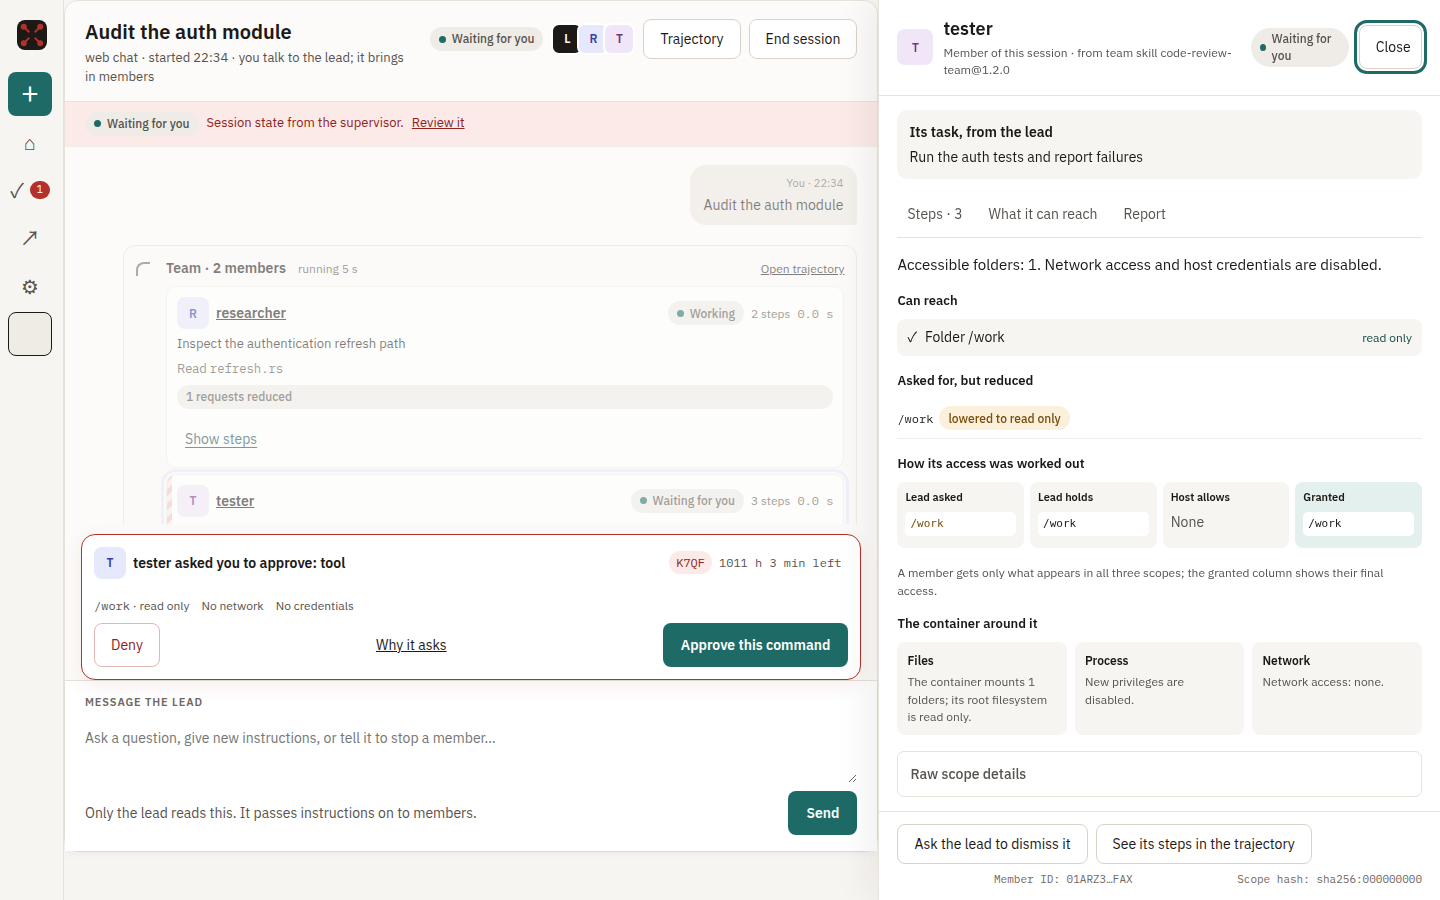 Audit the auth module
web chat · started 22:34 · you talk to the lead; it brings
in members
Waiting for you
L
R
T
Trajectory
End session
1
Waiting for you
Session state from the supervisor.
Review it
You · 22:34
Audit the auth module
Team · 2 members
running 5 s
Open trajectory
R
researcher
Working
2 steps
0.0 s
Inspect the authentication refresh path
Read refresh.rs
1 requests reduced
Show steps
T
tester
Waiting for you
3 steps
0.0 s
T
tester asked you to approve: tool
K7QF
1011 h 3 min left
/work · read only
No network
No credentials
Deny
Why it asks
Approve this command
MESSAGE THE LEAD
Ask a question, give new instructions, or tell it to stop a member...
Only the lead reads this. It passes instructions on to members.
Send
T
tester
Member of this session · from team skill code-review-
team@1.2.0
Waiting for
you
Close
Its task, from the lead
Run the auth tests and report failures
Steps · 3
What it can reach
Report
Accessible folders: 1. Network access and host credentials are disabled.
Can reach
✓ Folder /work
read only
Asked for, but reduced
/work
lowered to read only
How its access was worked out
Lead asked
/work
Lead holds
/work
Host allows
None
Granted
/work
A member gets only what appears in all three scopes; the granted column shows their final
access.
The container around it
Files
The container mounts 1
folders; its root filesystem
is read only.
Process
New privileges are
disabled.
Network
Network access: none.
Raw scope details
Ask the lead to dismiss it
See its steps in the trajectory
Member ID: 01ARZ3…FAX
Scope hash: sha256:000000000